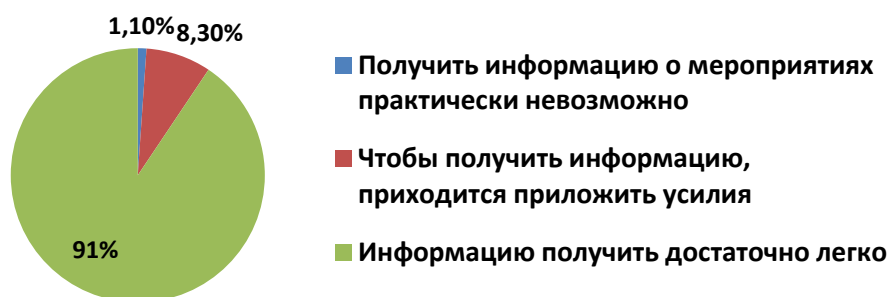 1,10%
8,30%
91%
Получить информацию о мероприятиях
практически невозможно
Чтобы получить информацию,
приходится приложить усилия
Информацию получить достаточно легко